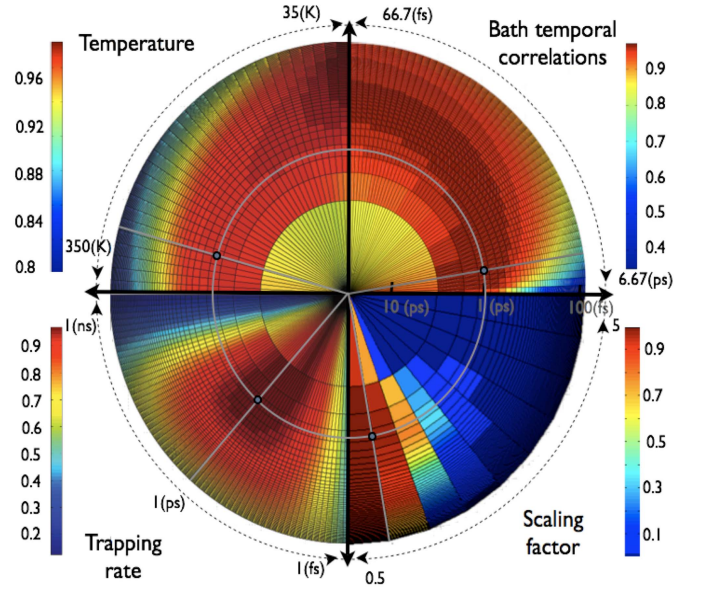 35(K)
66.7(fs)
Temperature
Bath temporal
correlations
0.96
0.92
0.88
0.84
0.8
0.9
0.8
0.7
0.6
0.5
0.4
350(K)
6.67(ps)
10 (ps)
1 (ps)
100(fs)
1(ns)
5
0.9
0.8
0.7
0.6
0.5
0.4
0.3
0.2
0.9
0.7
0.5
0.3
0.1
1(ps)
Trapping
rate
Scaling
factor
1(fs)
0.5